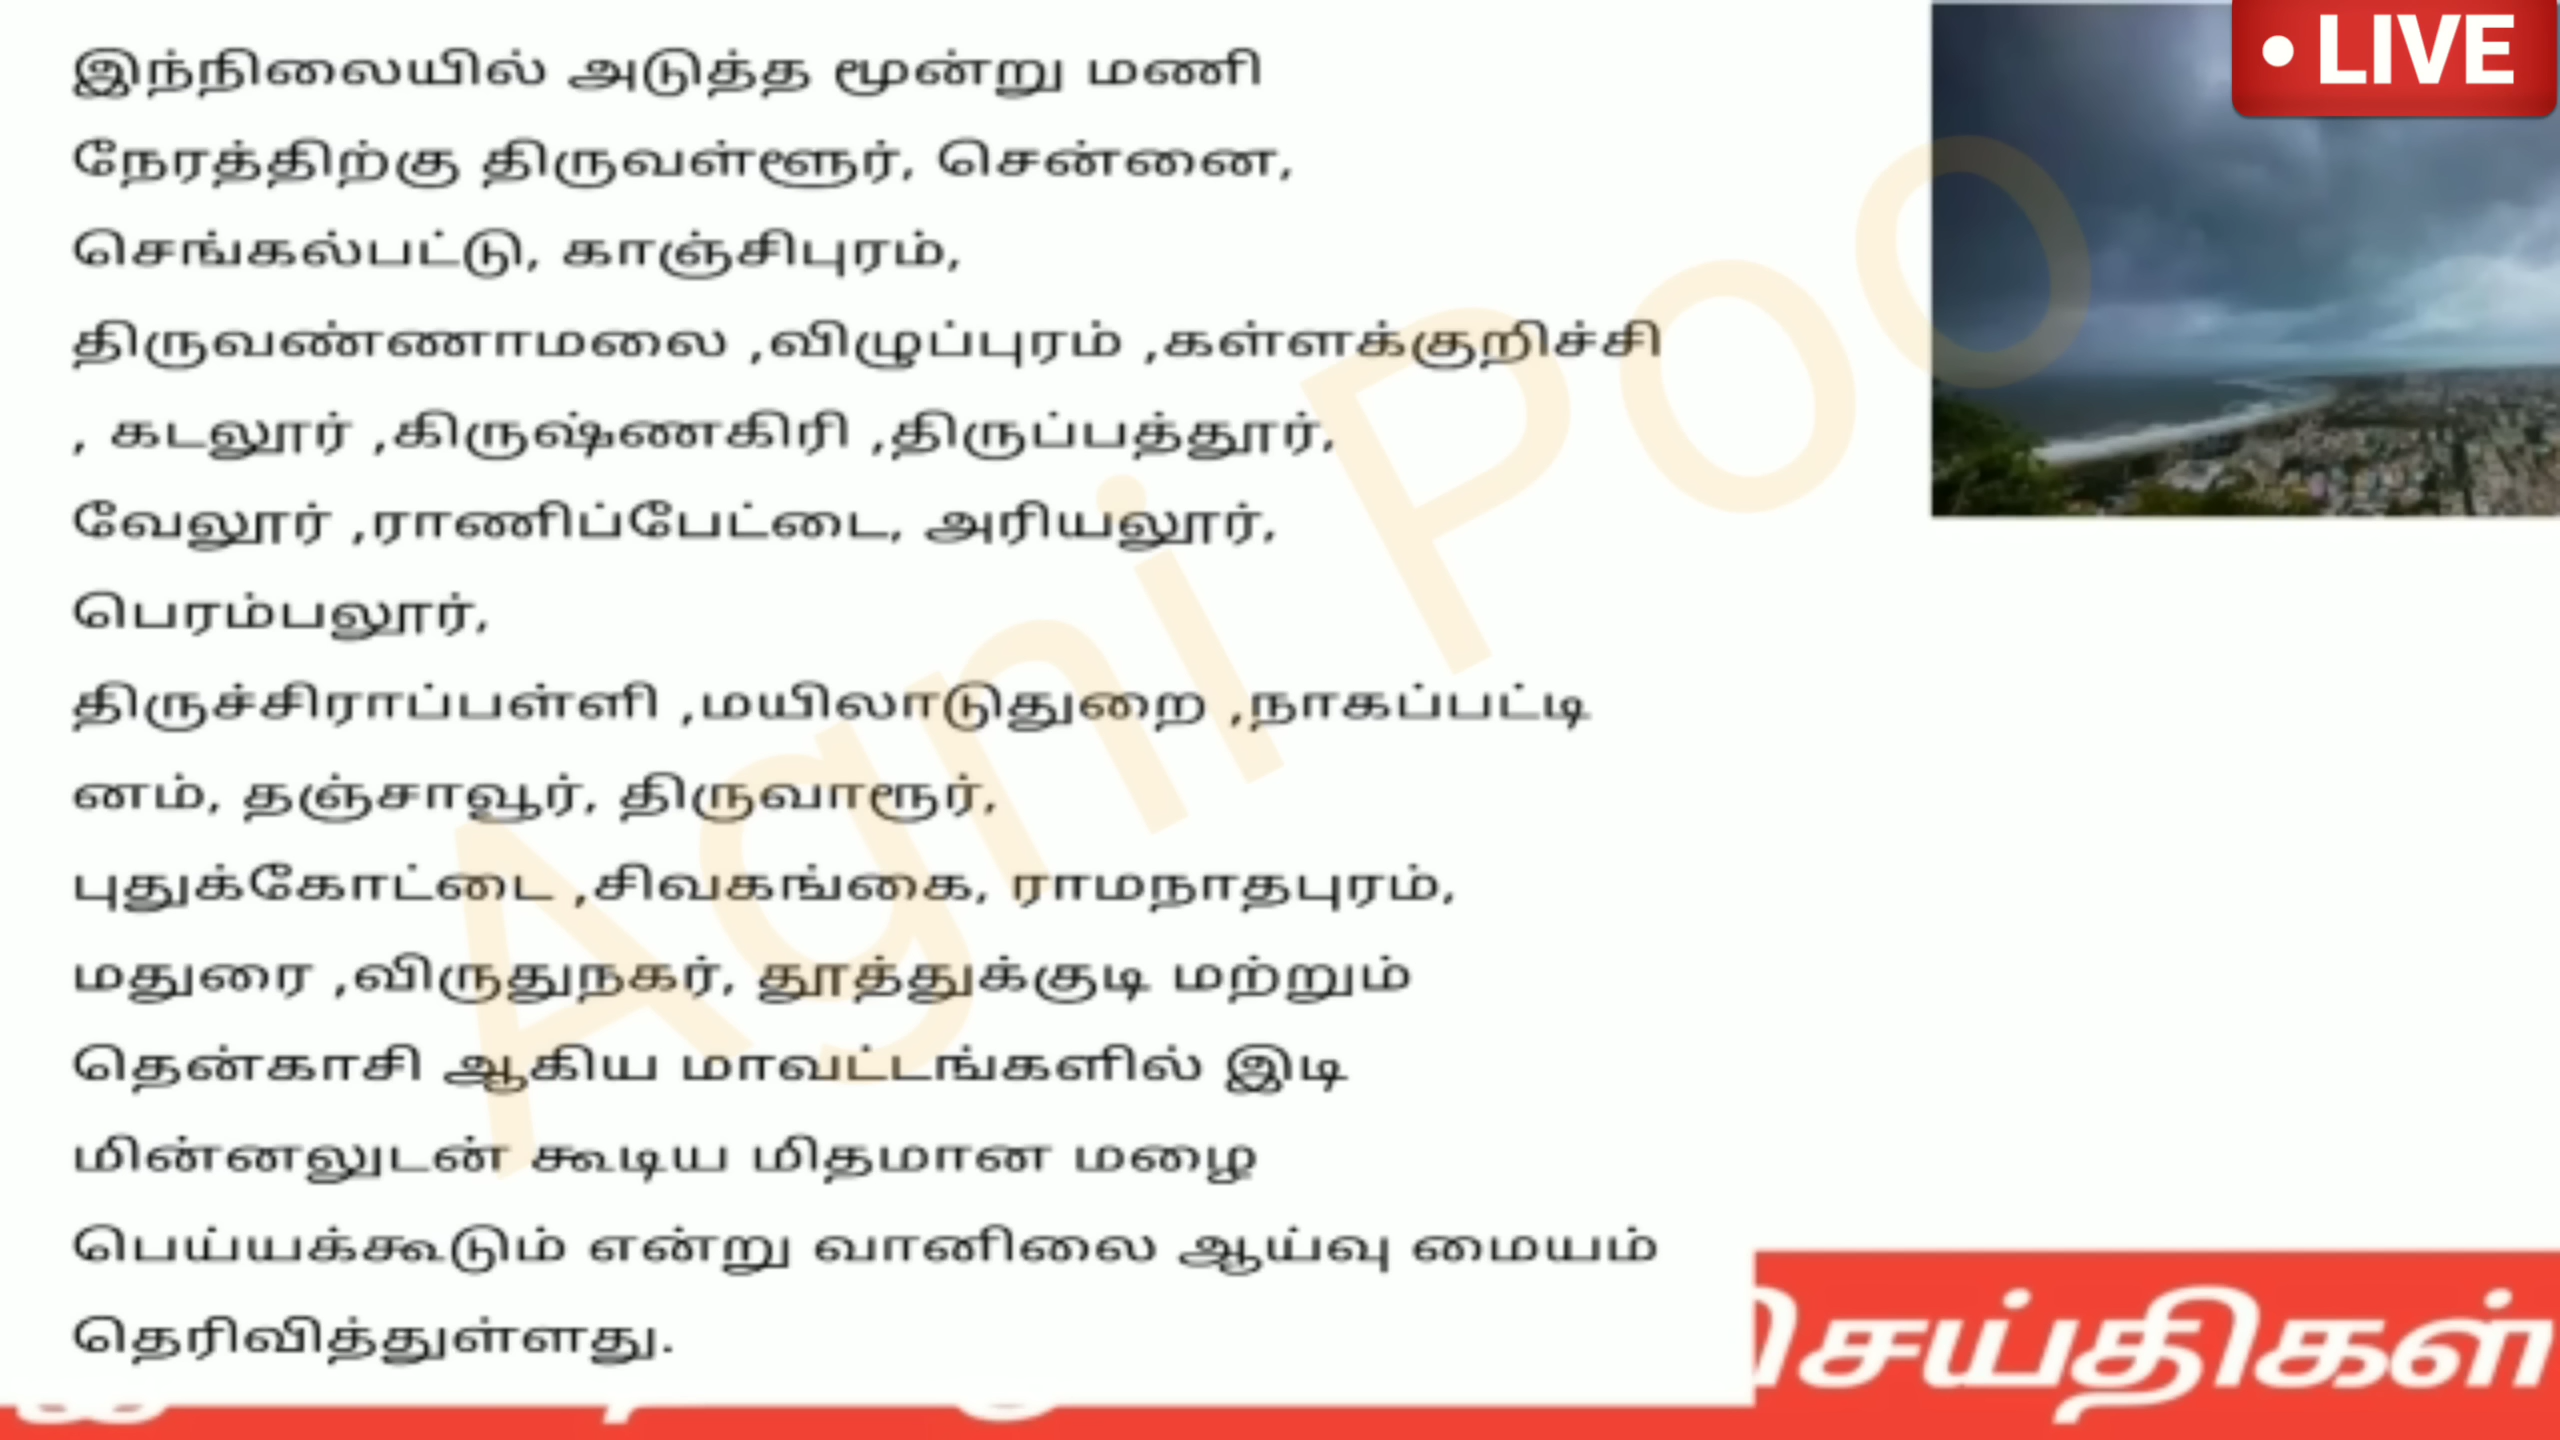 இந்நிலையில் அடுத்த மூன்று மணி
நேரத்திற்கு திருவள்ளூர், சென்னை,
செங்கல்பட்டு, காஞ்சிபுரம்,
திருவண்ணாமலை ,விழுப்புரம் ,கள்ளக்குறிச்சி
, கடலூர் ,கிருஷ்ணகிரி ,திருப்பத்தூர்,
வேலூர் ,ராணிப்பேட்டை, அரியலூர்,
பெரம்பலூர்,
திருச்சிராப்பள்ளி ,மயிலாடுதுறை ,நாகப்பட்டி
னம், தஞ்சாவூர், திருவாரூர்,
புதுக்கோட்டை ,சிவகங்கை, ராமநாதபுரம்,
மதுரை ,விருதுநகர், தூத்துக்குடி மற்றும்
தென்காசி ஆகிய மாவட்டங்களில் இடி
மின்னலுடன் கூடிய மிதமான மழை
பெய்யக்கூடும் என்று வானிலை ஆய்வு மையம்
தெரிவித்துள்ளது.
• LIVE
Agni Poo
செய்திகள்